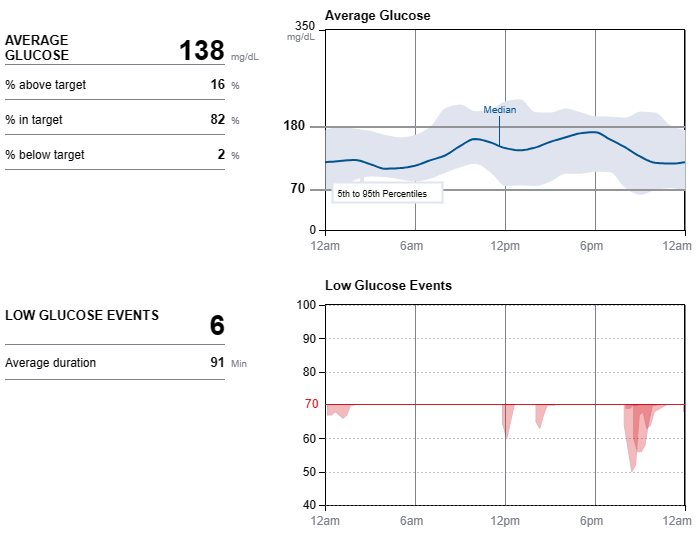 AVERAGE
GLUCOSE 138 mg/dL
% above target 16 %
% in target 82 %
% below target 2 %
Average Glucose
350
mg/dL
Median
180
70
5th to 95th Percentiles
0
12am 6am 12pm 6pm 12am
LOW GLUCOSE EVENTS
6
Average duration 91 Min
Low Glucose Events
100
90
80
70
60
50
40
12am 6am 12pm 6pm 12am